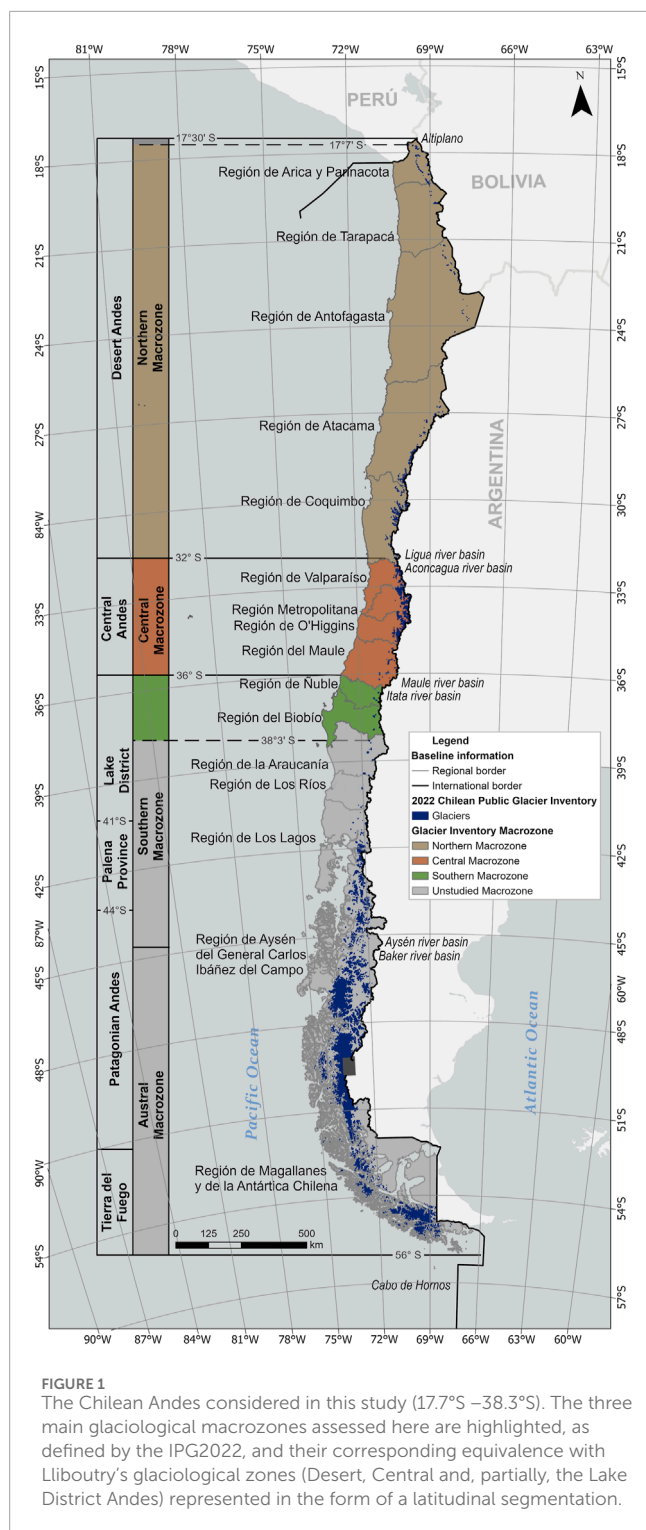 81°W 78°W 75°W 72°W 69°W 66°W 63°W
15°S 15°S
N
PERÚ
17°30' S
17°7' S
Altiplano
18°S 18°S
Región de Arica y Parinacota
BOLIVIA
Región de Tarapacá
21°S 21°S
Desert Andes
Northern
Macrozone
Región de Antofagasta
24°S 24°S
27°S 27°S
Región de Atacama
ARGENTINA
84°W
Región de Coquimbo
30°S
32° S
Ligua river basin
Aconcagua river basin
Central
Andes
Central
Macrozone
Región de Valparaíso
33°S 33°S
Región Metropolitana
Región de O'Higgins
Región del Maule
36° S
Maule river basin
Itata river basin
36°S 36°S
Región de Ñuble
Región del Biobío
38°3' S
Lake
District
Southern
Macrozone
Región de la Araucanía
Región de Los Ríos
39°S 39°S
41°S
Región de Los Lagos
Palena
Province
42°S 42°S
44°S
87°W
Región de Aysén
del General Carlos
Ibáñez del Campo
Aysén river basin
Baker river basin
45°S 45°S
60°W
Legend
Baseline information
Regional border
International border
2022 Chilean Public Glacier Inventory
Glaciers
Glacier Inventory Macrozone
Northern Macrozone
Central Macrozone
Southern Macrozone
Unstudied Macrozone
Patagonian Andes
Austral
Macrozone
48°S 48°S
Pacific Ocean
Atlantic Ocean
51°S
90°W
Región de Magallanes
y de la Antártica Chilena
Tierra del
Fuego
54°S 54°S
0 125 250 500
km
56° S
Cabo de Hornos
57°S
90°W 87°W 84°W 81°W 78°W 75°W 72°W 69°W 66°W 63°W 60°W
FIGURE 1
The Chilean Andes considered in this study (17.7°S –38.3°S). The three
main glaciological macrozones assessed here are highlighted, as
defined by the IPG2022, and their corresponding equivalence with
Lliboutry's glaciological zones (Desert, Central and, partially, the Lake
District Andes) represented in the form of a latitudinal segmentation.